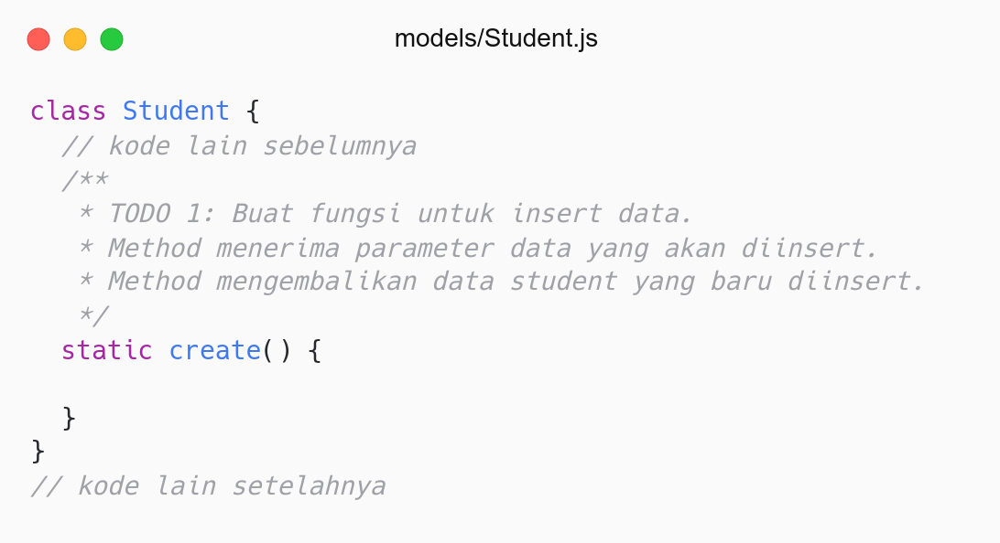 models/Student.js
class Student {
  // kode lain sebelumnya
  /**
   * TODO 1: Buat fungsi untuk insert data.
   * Method menerima parameter data yang akan diinsert.
   * Method mengembalikan data student yang baru diinsert.
   */
  static create() {
  }
}
// kode lain setelahnya